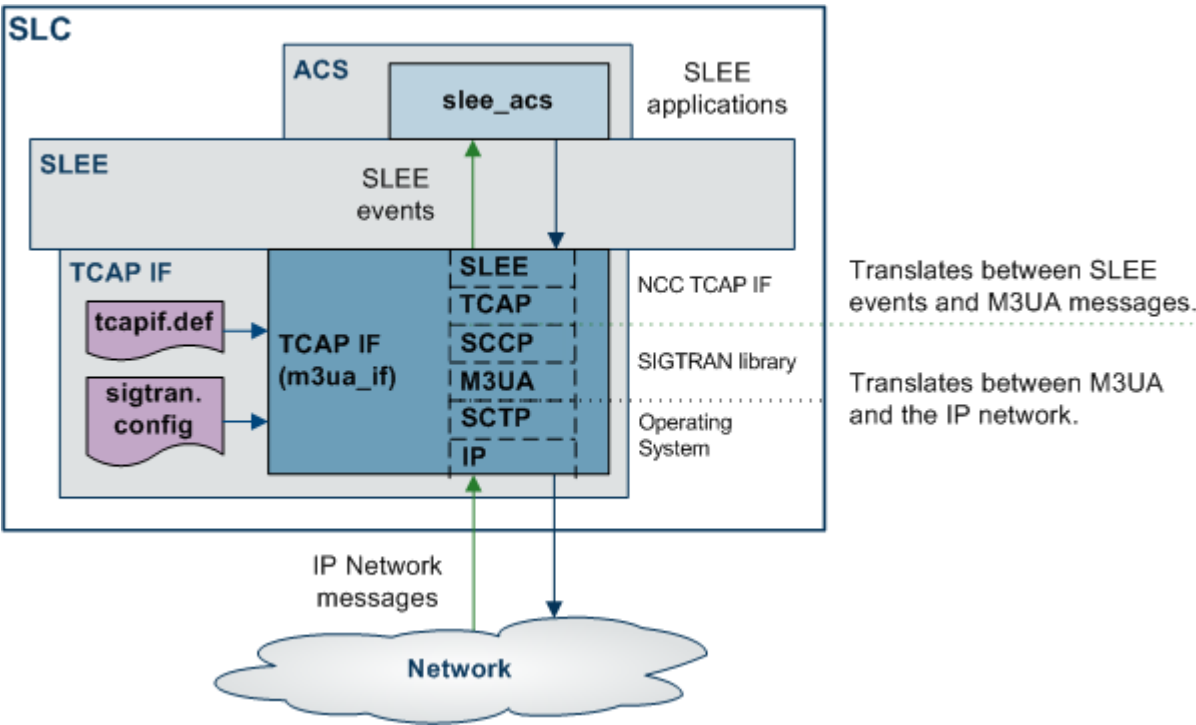 SLC
ACS
slee_acs
SLEE
applications
SLEE
SLEE
events
TCAP IF
tcapif.def
sigtran.
config
TCAP IF
(m3ua_if)
SLEE
TCAP
SCCP
M3UA
SCTP
IP
NCC TCAP IF
SIGTRAN library
Operating
System
Translates between SLEE
events and M3UA messages.
Translates between M3UA
and the IP network.
IP Network
messages
Network